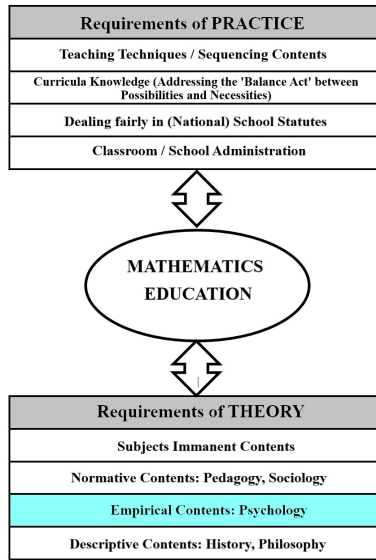 Requirements of PRACTICE
Teaching Techniques / Sequencing Contents
Curricula Knowledge (Addressing the 'Balance Act' between
Possibilities and Necessities)
Dealing fairly in (National) School Statutes
Classroom / School Administration
MATHEMATICS
EDUCATION
Requirements of THEORY
Subjects Immanent Contents
Normative Contents: Pedagogy, Sociology
Empirical Contents: Psychology
Descriptive Contents: History, Philosophy